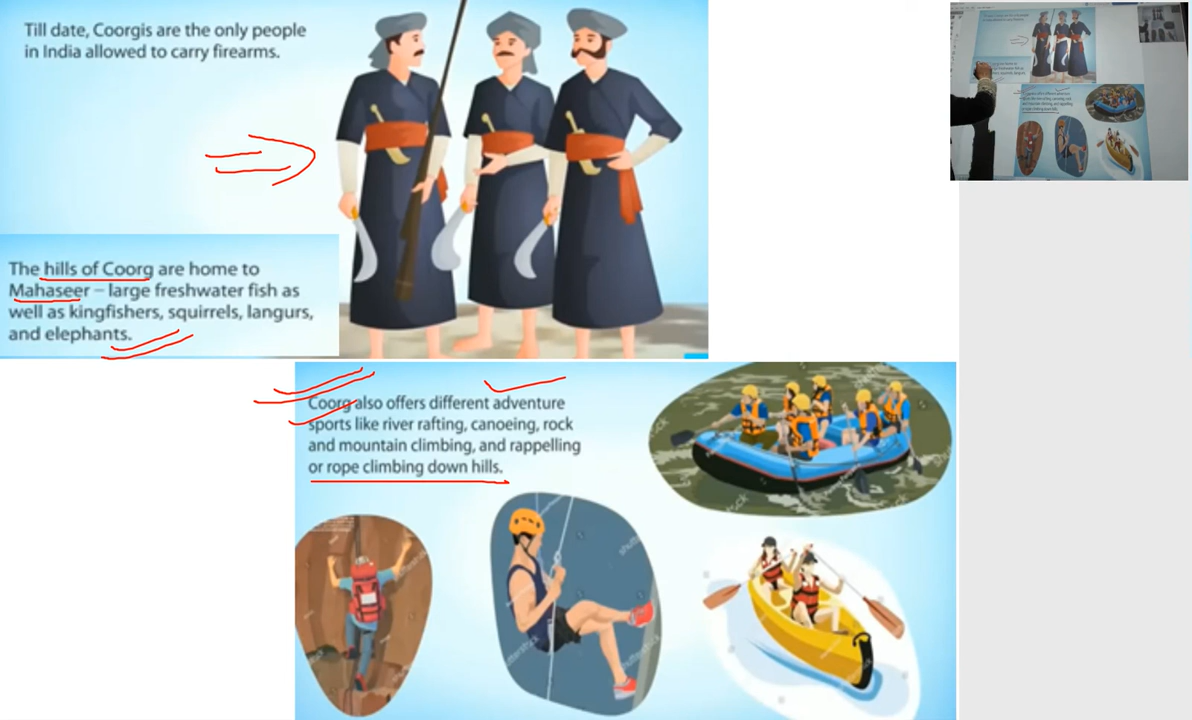 Till date, Coorgis are the only people
in India allowed to carry firearms.
The hills of Coorg are home to
Mahaseer – large freshwater fish as
well as kingfishers, squirrels, langurs,
and elephants.
Coorg also offers different adventure
sports like river rafting, canoeing, rock
and mountain climbing, and rappelling
or rope climbing down hills.